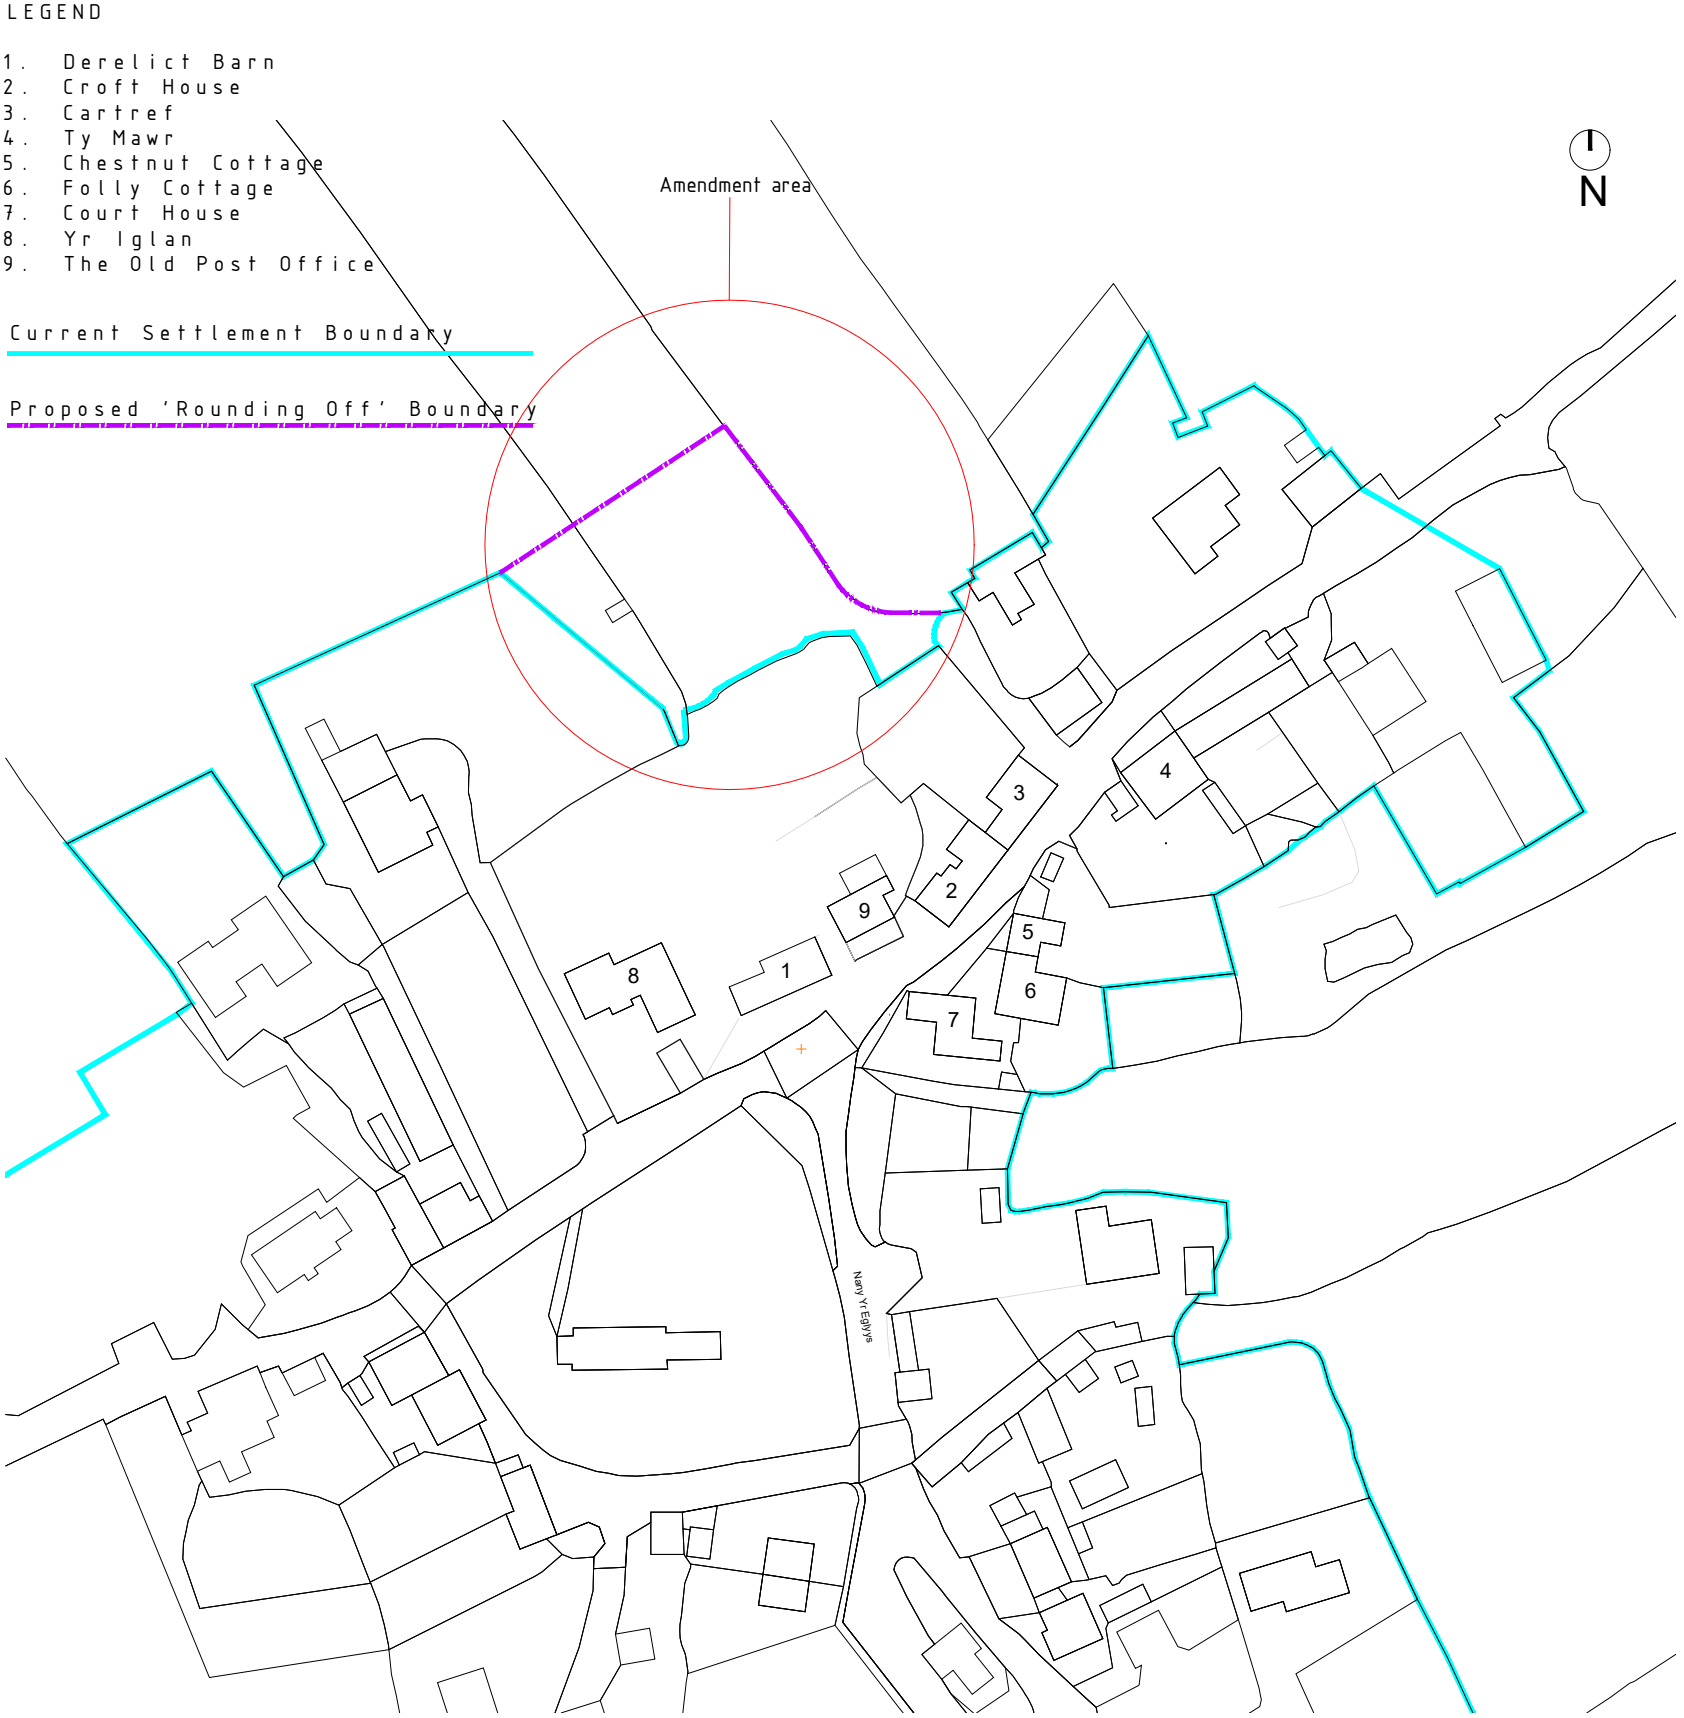 LEGEND
1. Derelict Barn
2. Croft House
3. Cartref
4. Ty Mawr
5. Chestnut Cottage
6. Folly Cottage
7. Court House
8. Yr Iglan
9. The Old Post Office
Current Settlement Boundary
Proposed 'Rounding Off' Boundary
Amendment area
N
4
3
2
9
5
1
8
6
7
Nany Yr Eglyys